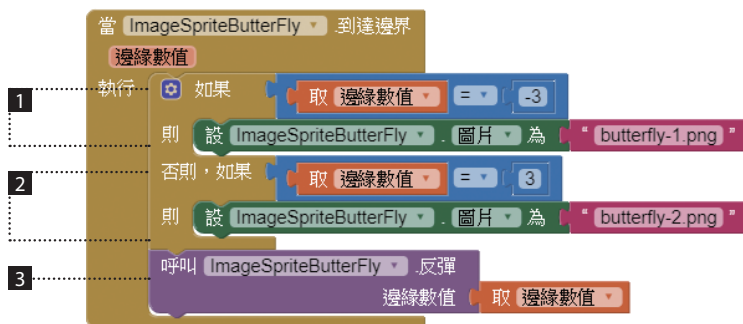 當 ImageSpriteButterFly .到達邊界
邊緣數值
執行 如果 取 邊緣數值 = -3
1
則 設 ImageSpriteButterFly . 圖片 為 " butterfly-1.png "
否則，如果 取 邊緣數值 = 3
2
則 設 ImageSpriteButterFly . 圖片 為 " butterfly-2.png "
呼叫 ImageSpriteButterFly .反彈
3
邊緣數值 取 邊緣數值